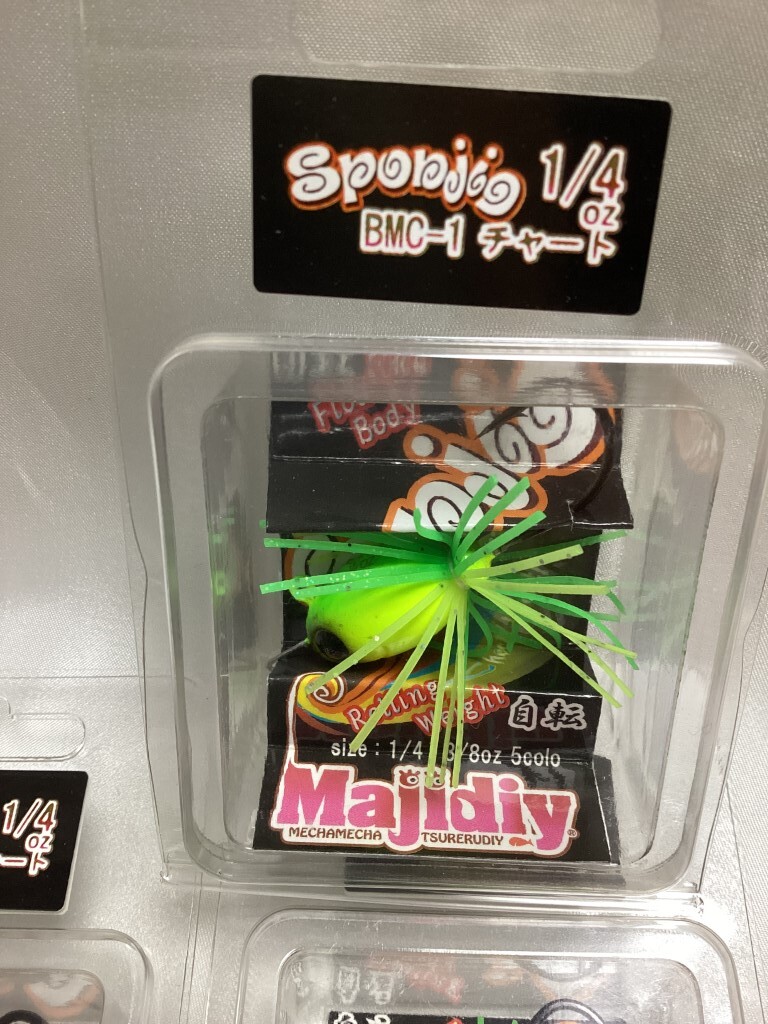 Sponjio 1/4
oz
BMC-1 チャート
Body
Rolling
Weight
自転
size : 1/4 3/8oz 5colo
Majidiy®
MECHAMECHA TSURERUDIY
1/4
oz
ート